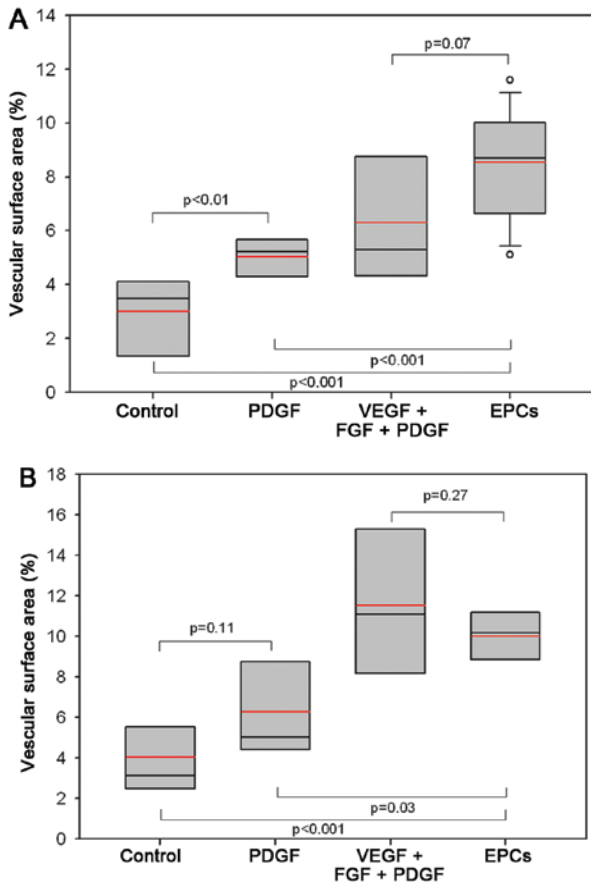 A
14
12
10
8
6
4
2
0
Vescular surface area (%)
p<0.01
p=0.07
p<0.001
p<0.001
Control PDGF VEGF + EPCs
FGF + PDGF
B
18
16
14
12
10
8
6
4
2
0
Vescular surface area (%)
p=0.11
p=0.27
p=0.03
p<0.001
Control PDGF VEGF + EPCs
FGF + PDGF